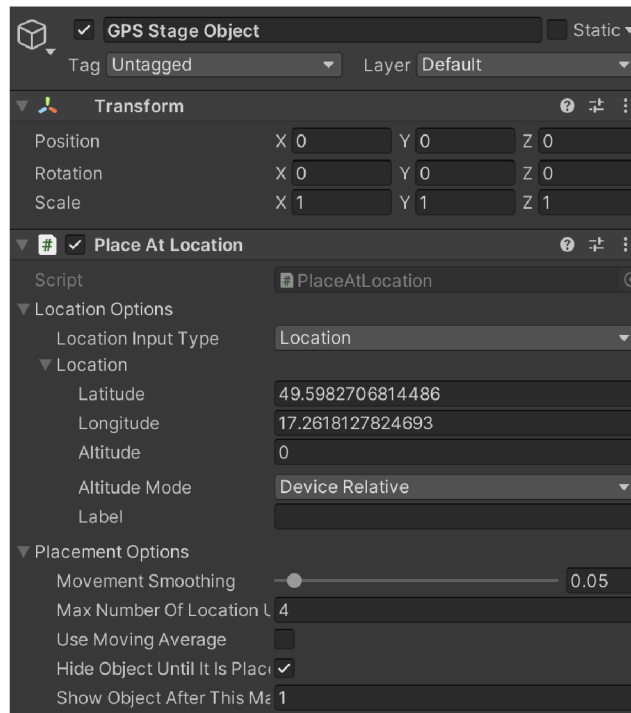 GPS Stage Object Static
Tag Untagged Layer Default
Transform
Position X 0 Y 0 Z 0
Rotation X 0 Y 0 Z 0
Scale X 1 Y 1 Z 1
# Place At Location
Script # PlaceAtLocation
Location Options
Location Input Type Location
Location
Latitude 49.5982706814486
Longitude 17.2618127824693
Altitude 0
Altitude Mode Device Relative
Label
Placement Options
Movement Smoothing 0.05
Max Number Of Location U 4
Use Moving Average
Hide Object Until It Is Plac
Show Object After This Ma 1